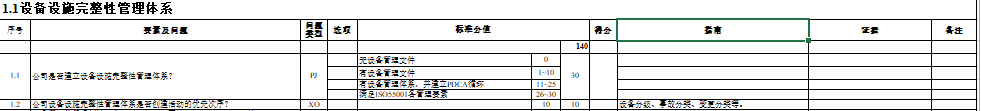 1.1设备设施完整性管理体系
序号 要素及问题 问题类型 选项 标准分值 得分 指南 证据 备注
140
1.1 公司是否建立设备设施完整性管理体系? PJ 30
无设备管理文件 0
有设备管理文件 1~10
有设备管理体系,并建立PDCA循环 11~25
满足ISO55001各管理要素 26~30
1.2 公司设备设施完整性管理体系是否创建活动的优先次序? XO 10 10 设备分级、事故分类、变更分类等。